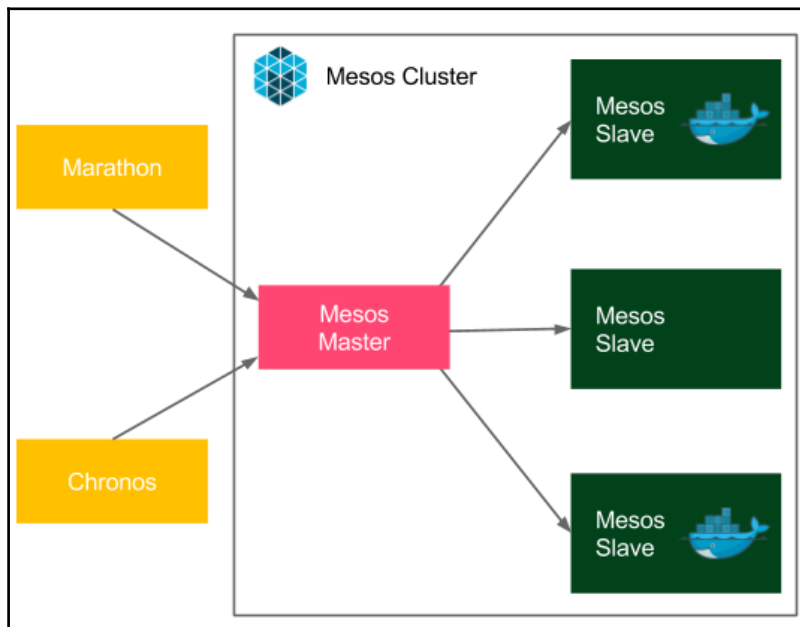 Mesos Cluster
Marathon
Chronos
Mesos
Master
Mesos
Slave
Mesos
Slave
Mesos
Slave